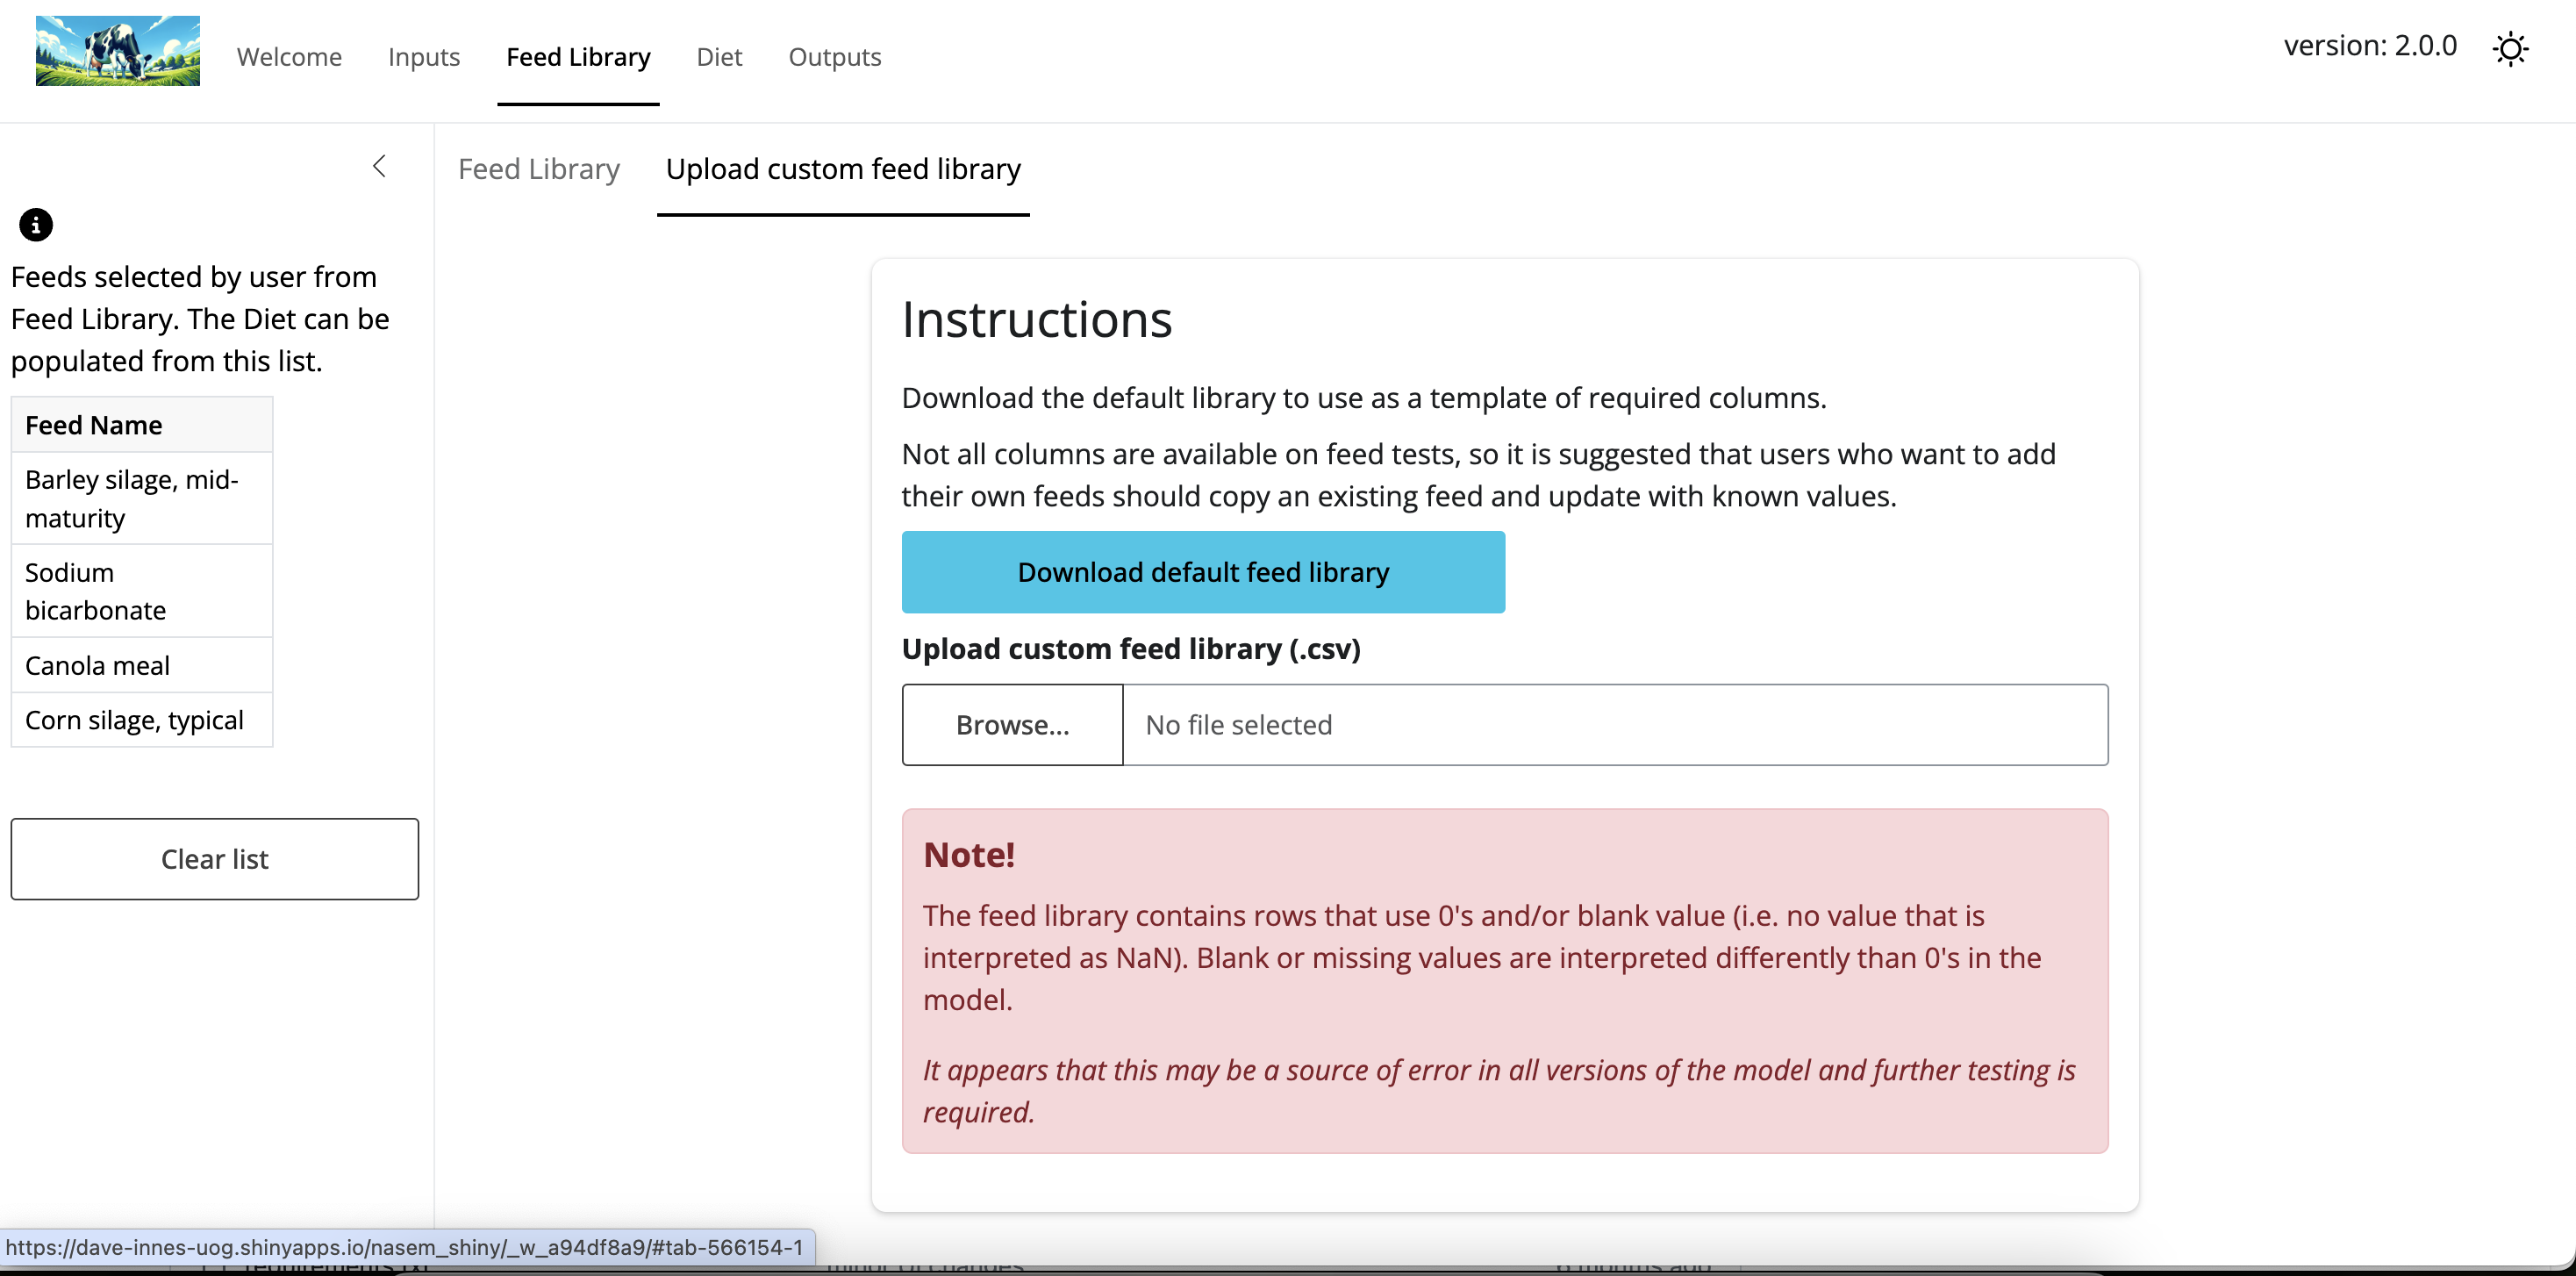 Welcome
Inputs
Feed Library
Diet
Outputs
version: 2.0.0
Feeds selected by user from
Feed Library. The Diet can be
populated from this list.
Feed Name
Barley silage, mid-
maturity
Sodium
bicarbonate
Canola meal
Corn silage, typical
Clear list
Feed Library
Upload custom feed library
Instructions
Download the default library to use as a template of required columns.
Not all columns are available on feed tests, so it is suggested that users who want to add
their own feeds should copy an existing feed and update with known values.
Download default feed library
Upload custom feed library (.csv)
Browse...
No file selected
Note!
The feed library contains rows that use 0's and/or blank value (i.e. no value that is
interpreted as NaN). Blank or missing values are interpreted differently than 0's in the
model.
It appears that this may be a source of error in all versions of the model and further testing is
required.
https://dave-innes-uog.shinyapps.io/nasem_shiny/_w_a94df8a9/#tab-566154-1